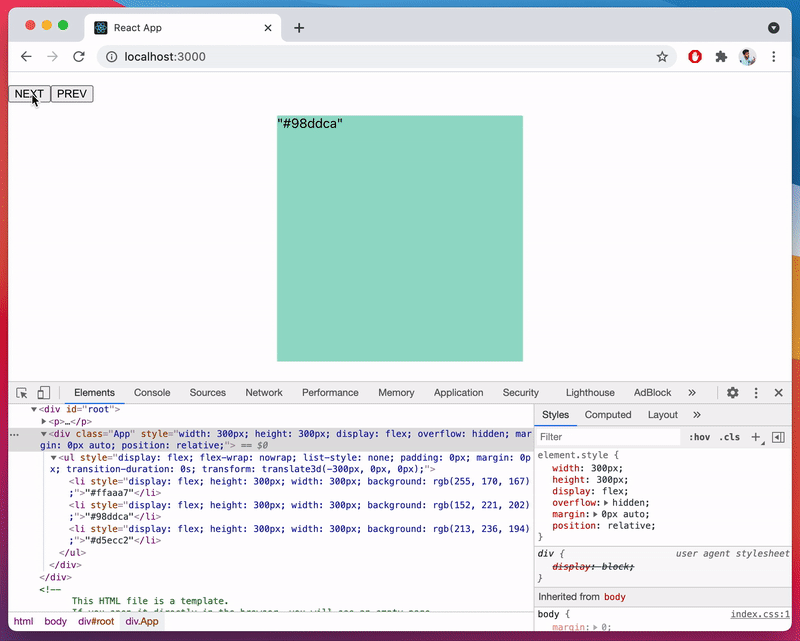 React App
localhost:3000
NEXT PREV
"#98ddca"
Elements Console Sources Network Performance Memory Application Security Lighthouse AdBlock »
<div id="root">
<p>…</p>
<div class="App" style="width: 300px; height: 300px; display: flex; overflow: hidden; mar
gin: 0px auto; position: relative;"> == $0
<ul style="display: flex; flex-wrap: nowrap; list-style: none; padding: 0px; margin: 0p
x; transition-duration: 0s; transform: translate3d(-300px, 0px, 0px);">
<li style="display: flex; height: 300px; width: 300px; background: rgb(255, 170, 167)
;">"#ffaaa7"</li>
<li style="display: flex; height: 300px; width: 300px; background: rgb(152, 221, 202)
;">"#98ddca"</li>
<li style="display: flex; height: 300px; width: 300px; background: rgb(213, 236, 194)
;">"#d5ecc2"</li>
</ul>
</div>
</div>
<!--
This HTML file is a template.
html body div#root div.App
Styles Computed Layout »
Filter :hov .cls +
element.style {
width: 300px;
height: 300px;
display: flex;
overflow: hidden;
margin: 0px auto;
position: relative;
}
div { user agent stylesheet
display: block;
}
Inherited from body
body { index.css:1
margin: 0;